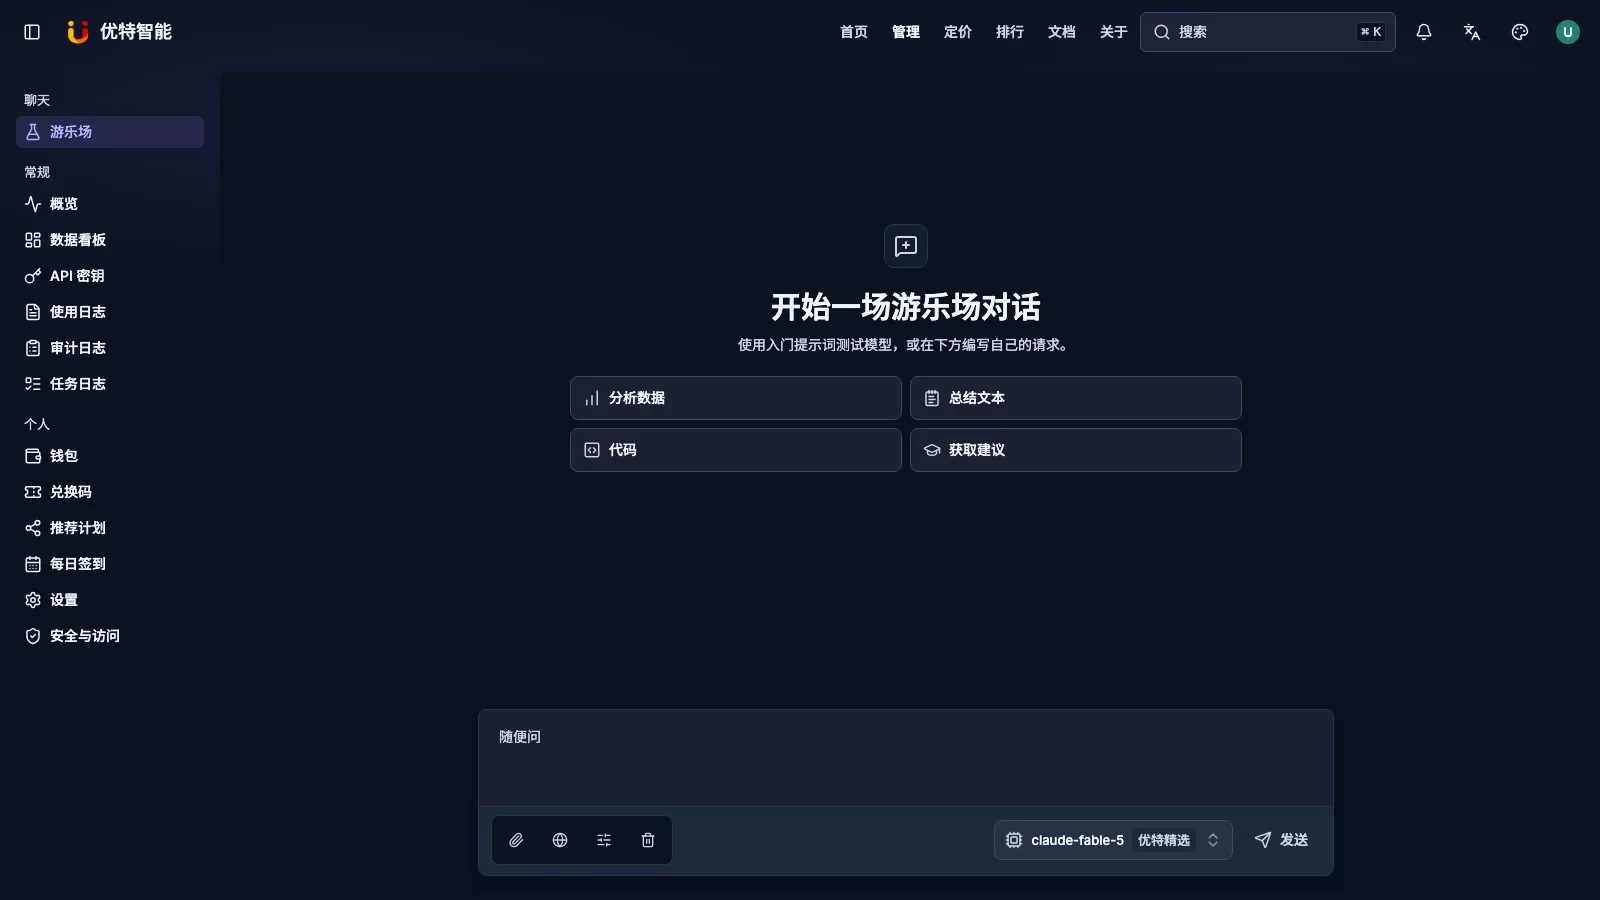 优特智能
首页 管理 定价 排行 文档 关于 搜索 ⌘ K U
聊天
游乐场
常规
概览
数据看板
API 密钥
使用日志
审计日志
任务日志
个人
钱包
兑换码
推荐计划
每日签到
设置
安全与访问
开始一场游乐场对话
使用入门提示词测试模型，或在下方编写自己的请求。
分析数据 总结文本
代码 获取建议
随便问
claude-fable-5 优特精选 发送